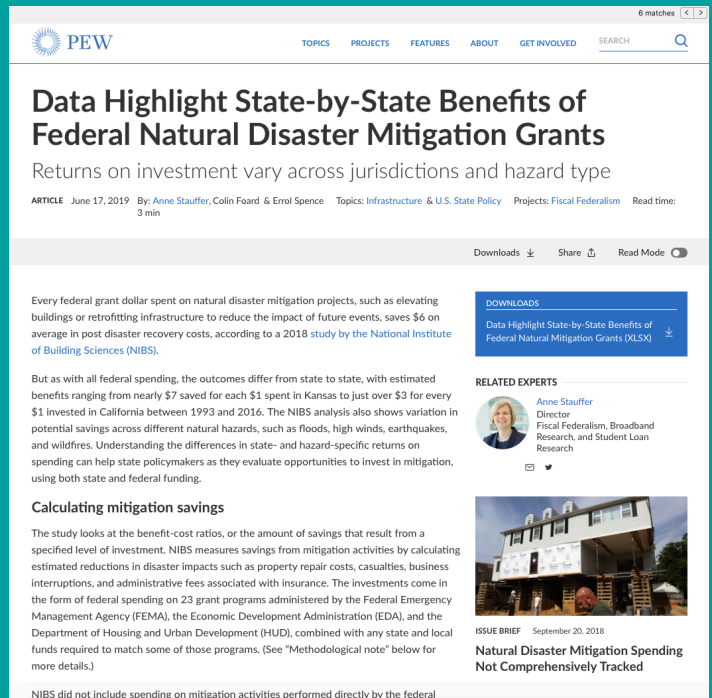 6 matches < >
PEW
TOPICS PROJECTS FEATURES ABOUT GET INVOLVED SEARCH
Data Highlight State-by-State Benefits of
Federal Natural Disaster Mitigation Grants
Returns on investment vary across jurisdictions and hazard type
ARTICLE June 17, 2019 By: Anne Stauffer, Colin Foard & Errol Spence Topics: Infrastructure & U.S. State Policy Projects: Fiscal Federalism Read time:
3 min
Downloads Share Read Mode
Every federal grant dollar spent on natural disaster mitigation projects, such as elevating
buildings or retrofitting infrastructure to reduce the impact of future events, saves $6 on
average in post disaster recovery costs, according to a 2018 study by the National Institute
of Building Sciences (NIBS).
But as with all federal spending, the outcomes differ from state to state, with estimated
benefits ranging from nearly $7 saved for each $1 spent in Kansas to just over $3 for every
$1 invested in California between 1993 and 2016. The NIBS analysis also shows variation in
potential savings across different natural hazards, such as floods, high winds, earthquakes,
and wildfires. Understanding the differences in state- and hazard-specific returns on
spending can help state policymakers as they evaluate opportunities to invest in mitigation,
using both state and federal funding.
Calculating mitigation savings
The study looks at the benefit-cost ratios, or the amount of savings that result from a
specified level of investment. NIBS measures savings from mitigation activities by calculating
estimated reductions in disaster impacts such as property repair costs, casualties, business
interruptions, and administrative fees associated with insurance. The investments come in
the form of federal spending on 23 grant programs administered by the Federal Emergency
Management Agency (FEMA), the Economic Development Administration (EDA), and the
Department of Housing and Urban Development (HUD), combined with any state and local
funds required to match some of those programs. (See “Methodological note” below for
more details.)
NIBS did not include spending on mitigation activities performed directly by the federal
DOWNLOADS
Data Highlight State-by-State Benefits of
Federal Natural Mitigation Grants (XLSX)
RELATED EXPERTS
Anne Stauffer
Director
Fiscal Federalism, Broadband
Research, and Student Loan
Research
ISSUE BRIEF September 20, 2018
Natural Disaster Mitigation Spending
Not Comprehensively Tracked